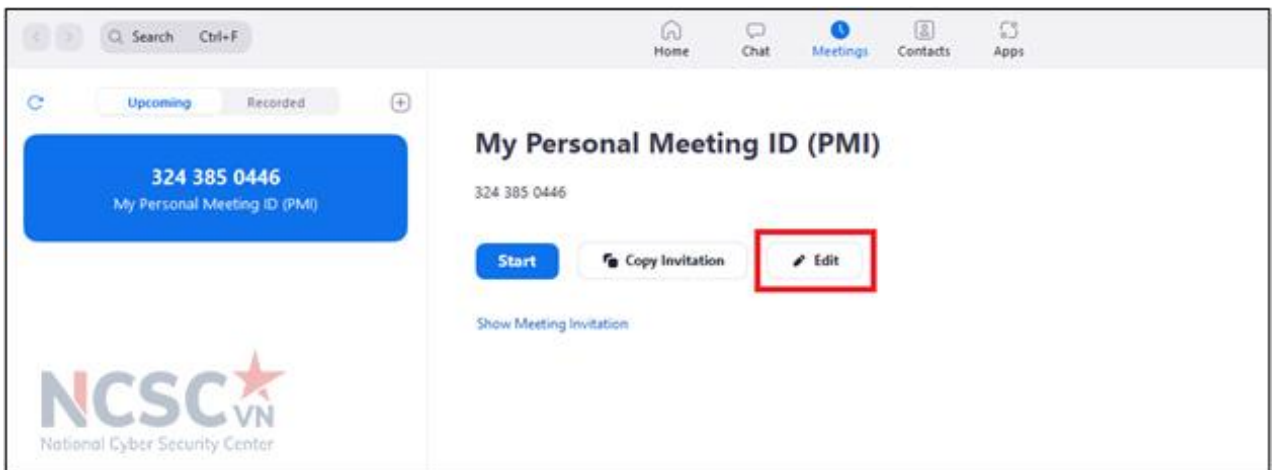 Search Ctrl+F
Home Chat Meetings Contacts Apps
Upcoming Recorded
324 385 0446
My Personal Meeting ID (PMI)
My Personal Meeting ID (PMI)
324 385 0446
Start Copy Invitation Edit
Show Meeting Invitation
NCSC VN
National Cyber Security Center